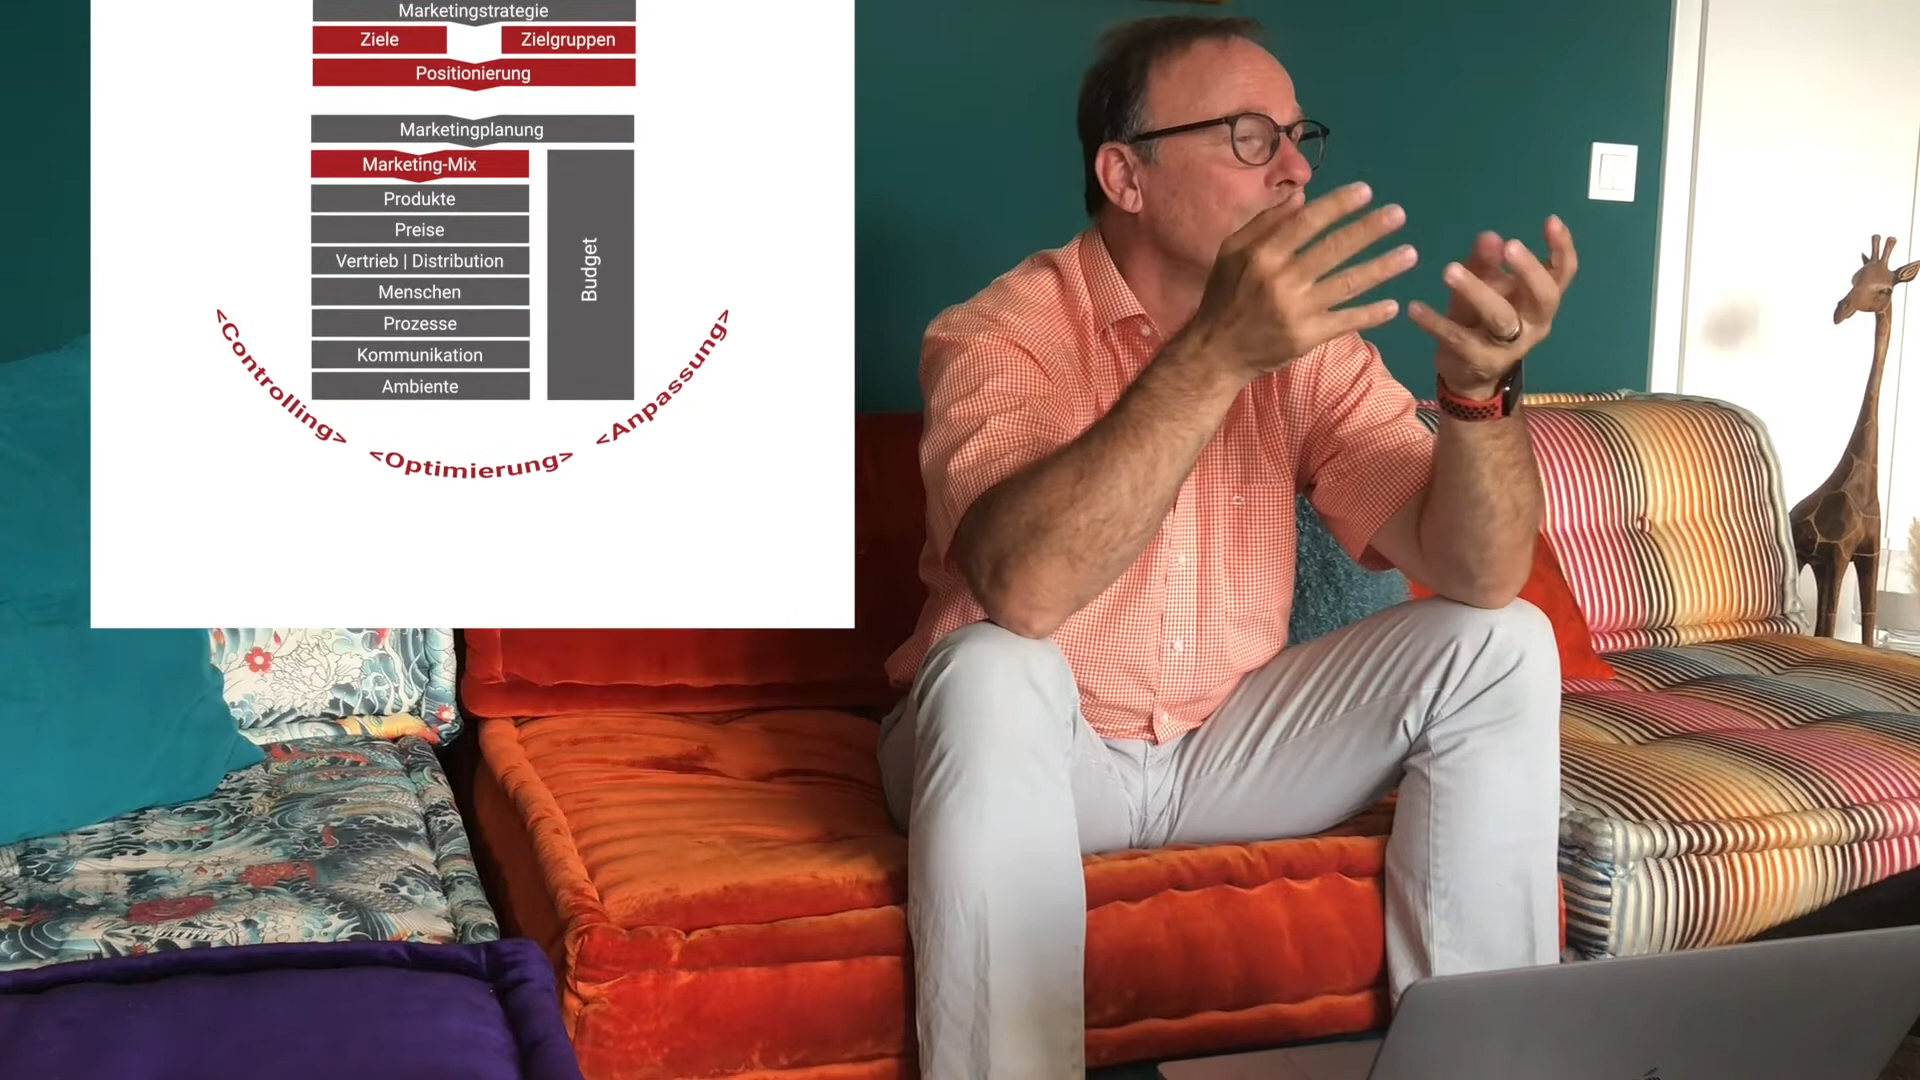 Marketingstrategie
Ziele
Zielgruppen
Positionierung
Marketingplanung
Marketing-Mix
Produkte
Preise
Vertrieb | Distribution
Menschen
Prozesse
Kommunikation
Ambiente
Budget
<Controlling>
<Optimierung>
<Anpassung>